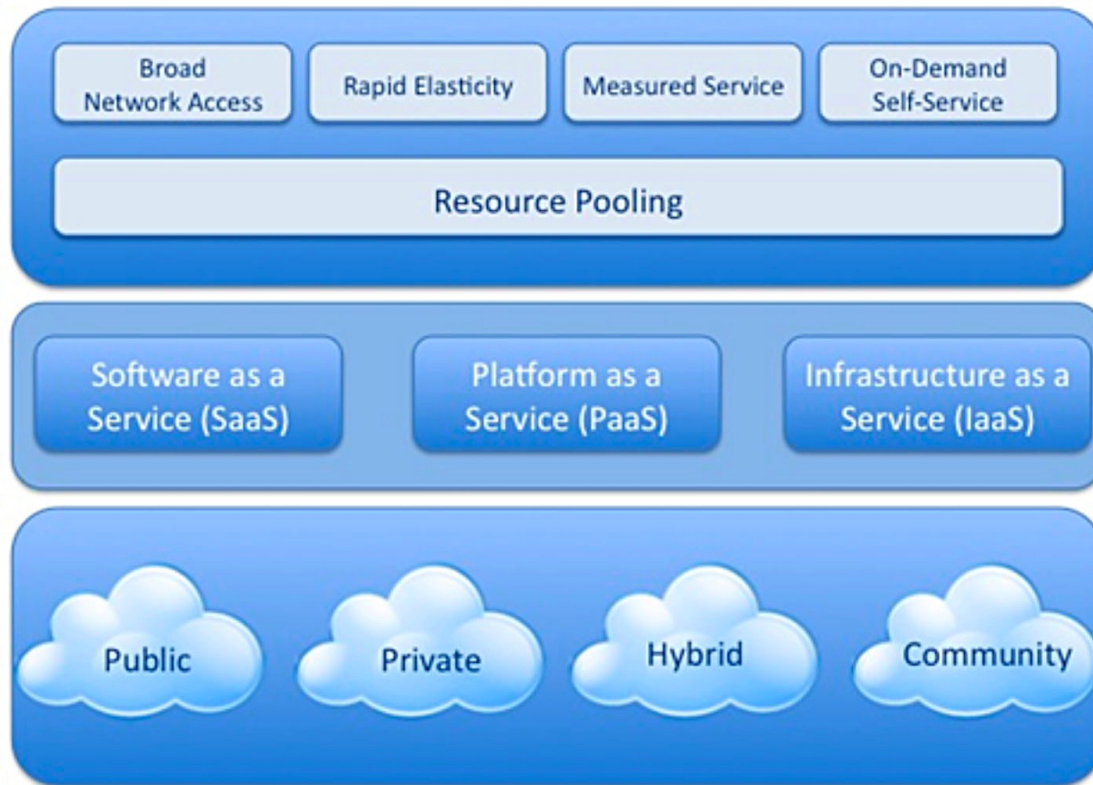 Broad
Network Access
Rapid Elasticity
Measured Service
On-Demand
Self-Service
Resource Pooling
Software as a
Service (SaaS)
Platform as a
Service (PaaS)
Infrastructure as a
Service (IaaS)
Public
Private
Hybrid
Community